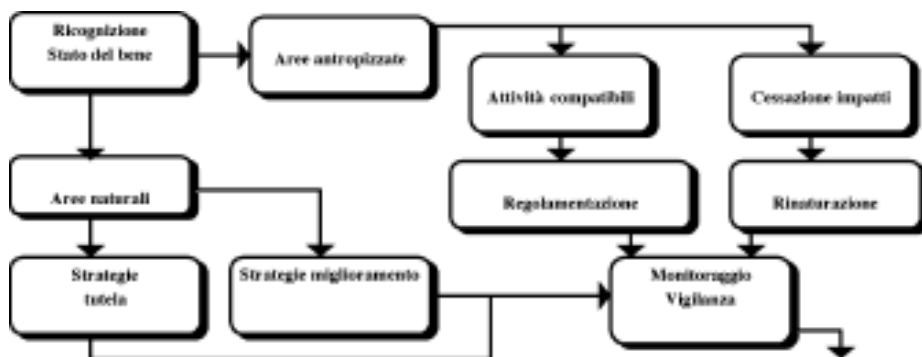 Ricognizione
Stato del bene
Aree antropizzate
Attività compatibili
Cessazione impatti
Aree naturali
Regolamentazione
Rinaturazione
Strategie
tutela
Strategie miglioramento
Monitoraggio
Vigilanza